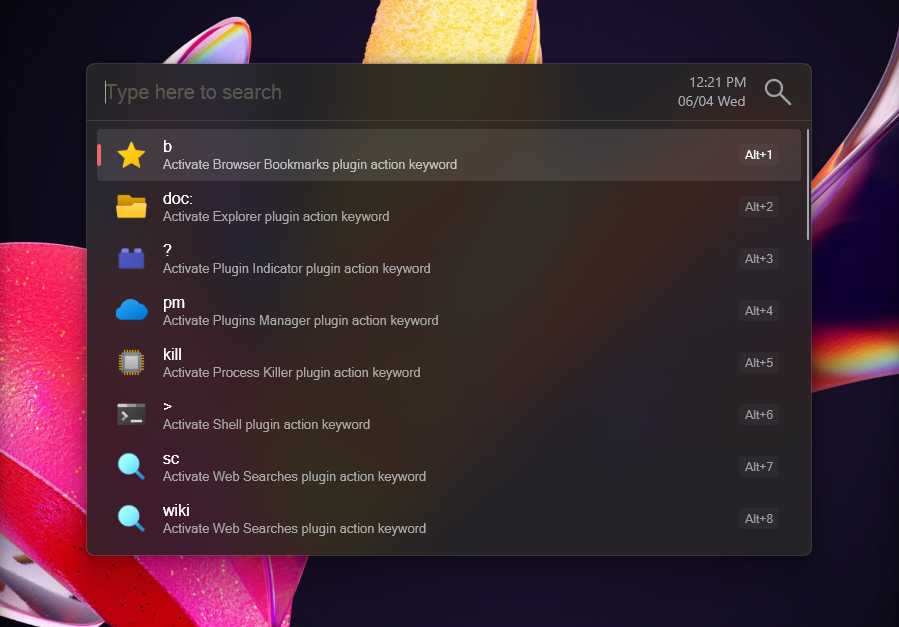 Type here to search
12:21 PM
06/04 Wed
b
Activate Browser Bookmarks plugin action keyword
Alt+1
doc:
Activate Explorer plugin action keyword
Alt+2
?
Activate Plugin Indicator plugin action keyword
Alt+3
pm
Activate Plugins Manager plugin action keyword
Alt+4
kill
Activate Process Killer plugin action keyword
Alt+5
>
Activate Shell plugin action keyword
Alt+6
sc
Activate Web Searches plugin action keyword
Alt+7
wiki
Activate Web Searches plugin action keyword
Alt+8